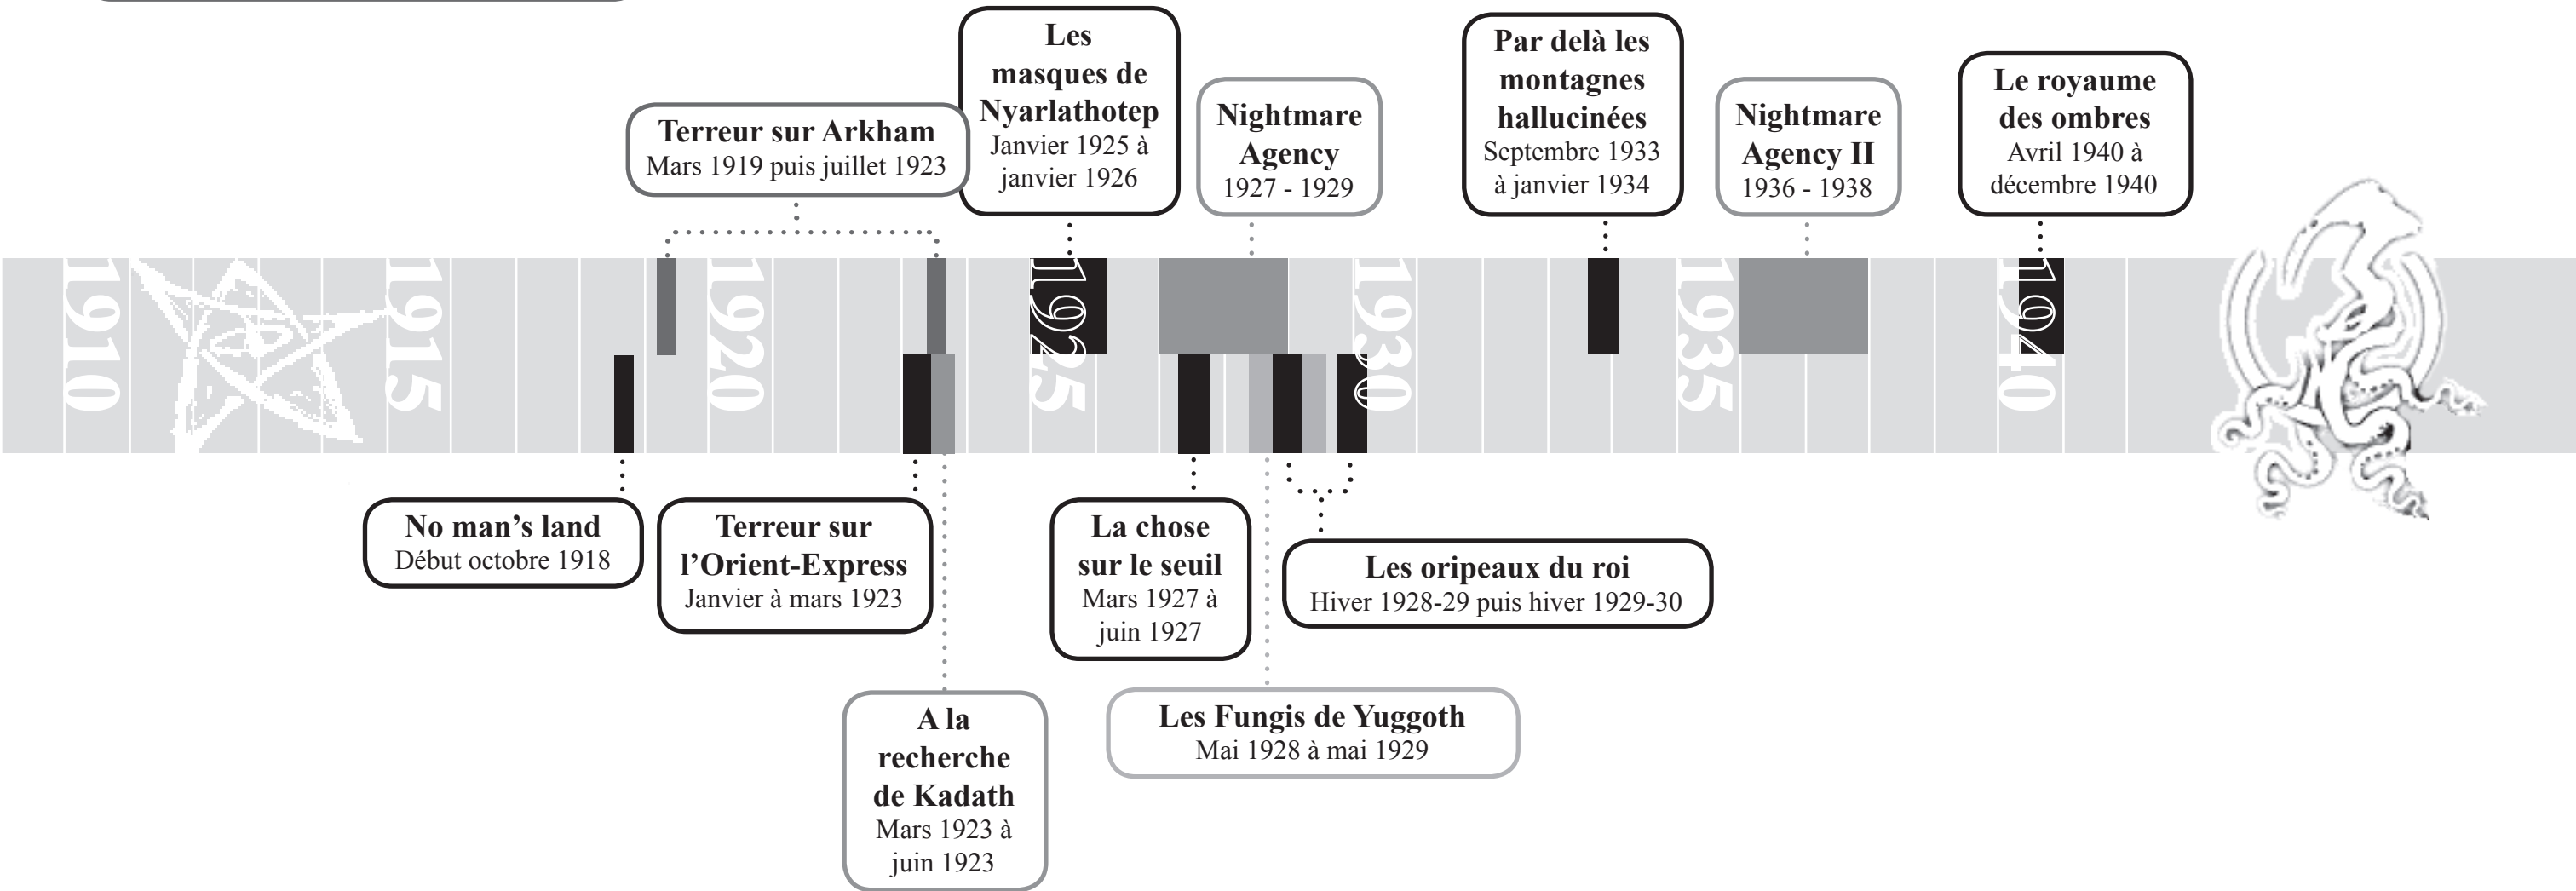 Les
masques de
Nyarlathotep
Janvier 1925 à
janvier 1926
Par delà les
montagnes
hallucinées
Septembre 1933
à janvier 1934
Le royaume
des ombres
Avril 1940 à
décembre 1940
Terreur sur Arkham
Mars 1919 puis juillet 1923
Nightmare
Agency
1927 - 1929
Nightmare
Agency II
1936 - 1938
1910
1915
1920
1925
1930
1935
1940
No man’s land
Début octobre 1918
Terreur sur
l’Orient-Express
Janvier à mars 1923
La chose
sur le seuil
Mars 1927 à
juin 1927
Les oripeaux du roi
Hiver 1928-29 puis hiver 1929-30
A la
recherche
de Kadath
Mars 1923 à
juin 1923
Les Fungis de Yuggoth
Mai 1928 à mai 1929